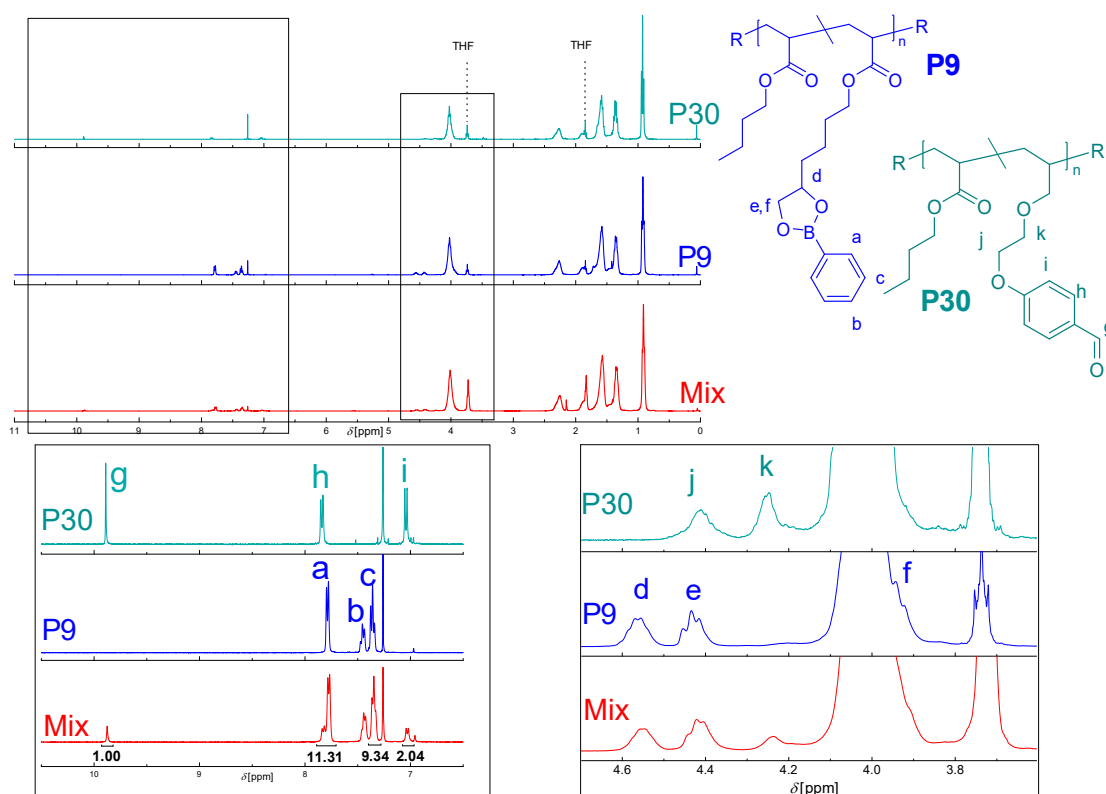 THF
THF
P30
P9
Mix
11
10
9
8
7
6
5
4
3
2
1
0
δ[ppm]
R
R
n
O
O
O
O
P9
d
e,f
O
O
B
a
c
b
R
R
n
O
O
O
k
j
O
i
h
g
O
P30
g
h
i
P30
a
b
c
P9
Mix
1.00
11.31
9.34
2.04
10
9
8
7
δ[ppm]
j
k
P30
d
e
f
P9
Mix
4.6
4.4
4.2
4.0
3.8
δ[ppm]